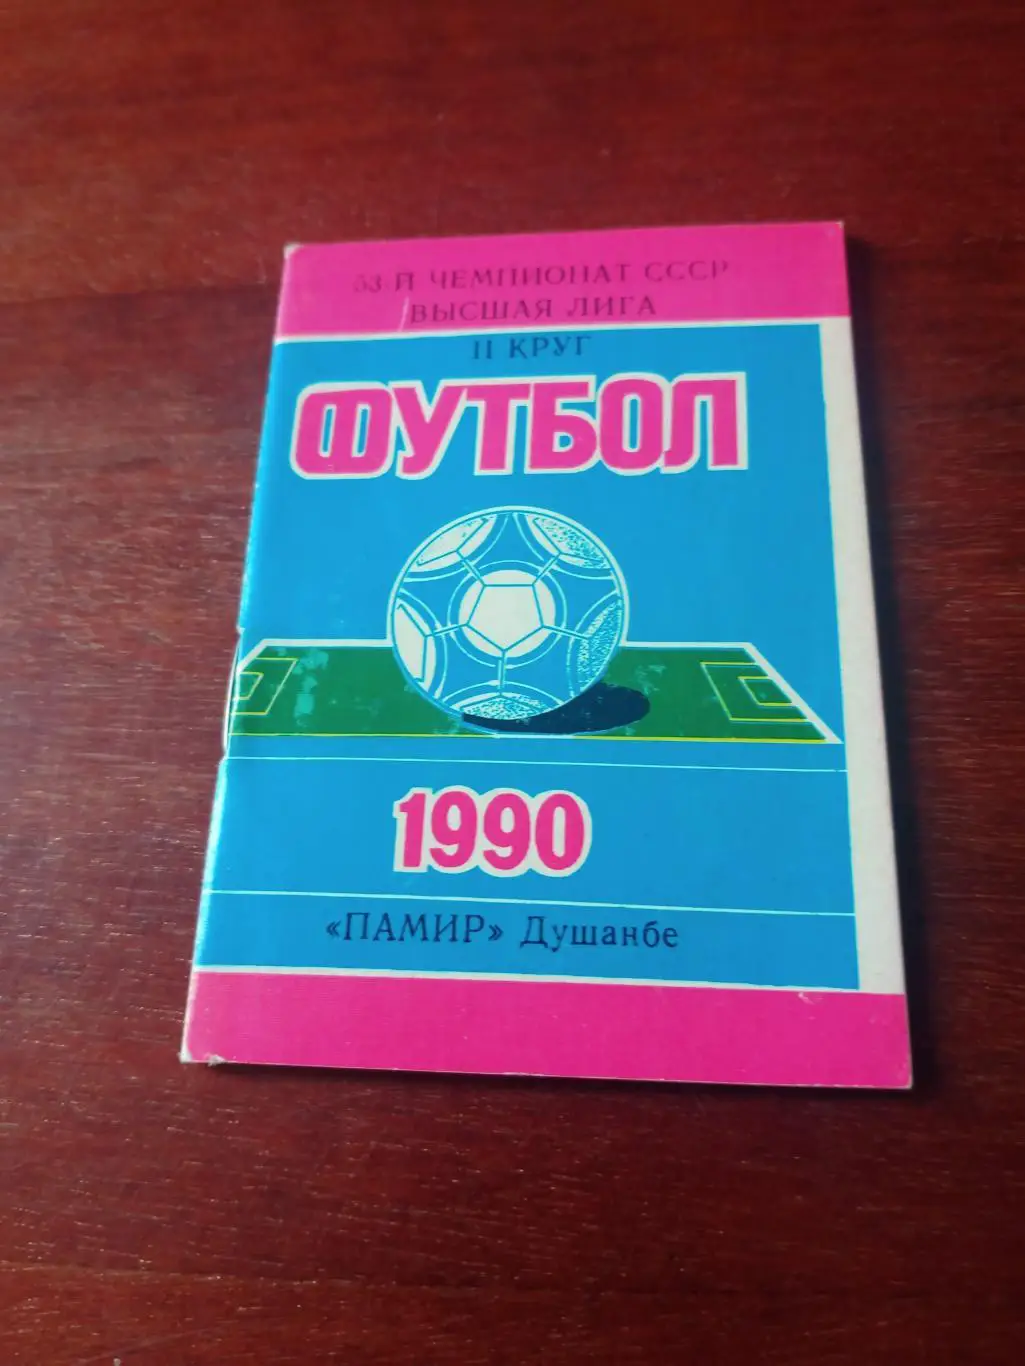 53-Й ЧЕМПИОНАТ СССР
ВЫСШАЯ ЛИГА
II КРУГ
ФУТБОЛ
1990
«ПАМИР» Душанбе